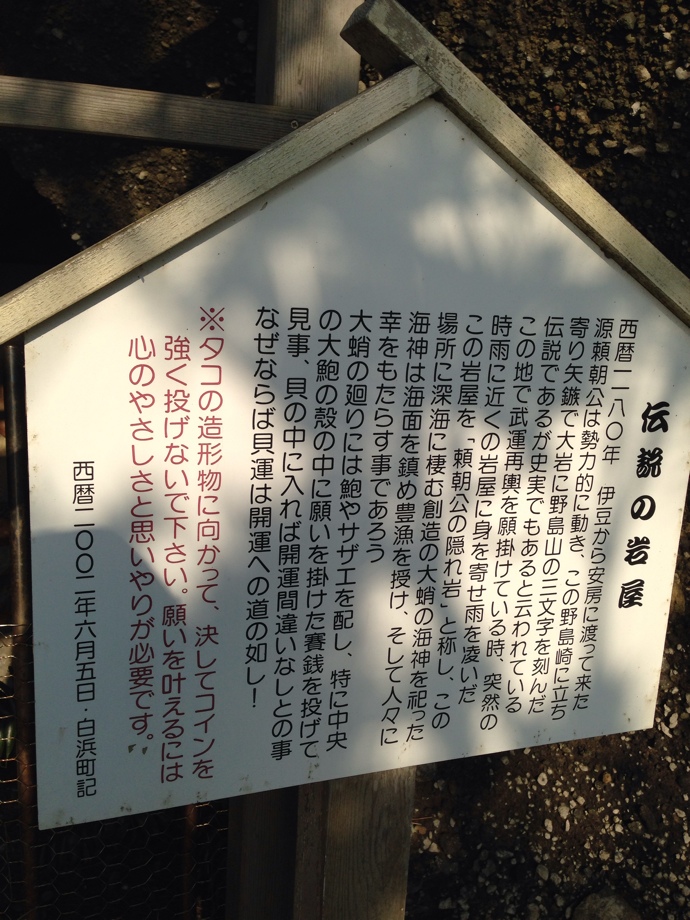 伝説の岩屋
西暦一一八〇年　伊豆から安房に渡って来た
源頼朝公は勢力的に動き、この野島崎に立ち
寄り矢鏃で大岩に野島山の三文字を刻んだ
伝説であるが史実でもあると云われている
この地で武運再興を願掛けている時、突然の
時雨に近くの岩屋に身を寄せ雨を凌いだ
この岩屋を「頼朝公の隠れ岩」と称し、この
場所に深海に棲む創造の大蛸の海神を祀った
海神は海面を鎮め豊漁を授け、そして人々に
幸をもたらす事であろう
大蛸の廻りには鮑やサザエを配し、特に中央
の大鮑の殻の中に願いを掛けた賽銭を投げて
見事、貝の中に入れば開運間違いなしとの事
なぜならば貝運は開運への道の如し！
※タコの造形物に向かって、決してコインを
強く投げないで下さい。願いを叶えるには
心のやさしさと思いやりが必要です。
西暦二〇〇二年六月五日・白浜町記